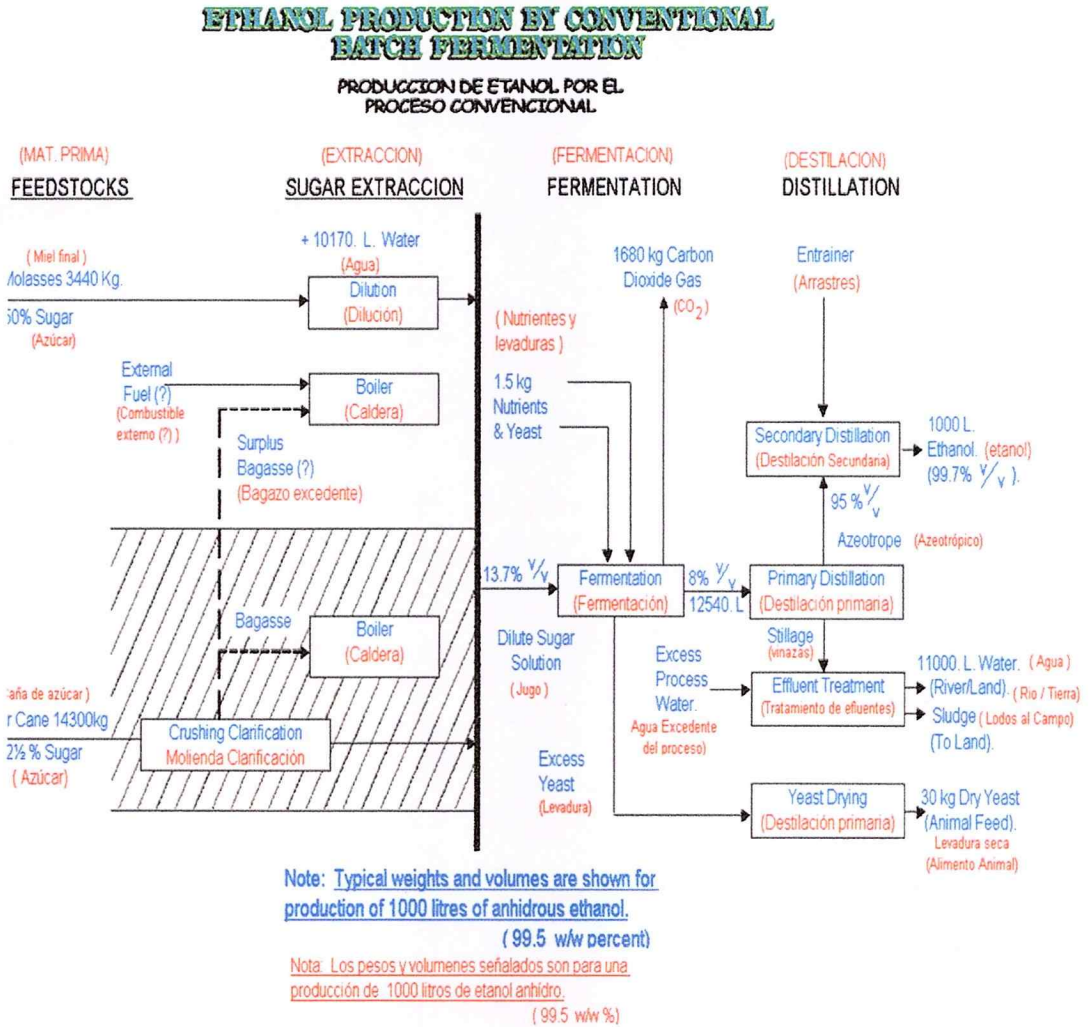 ETHANOL PRODUCTION BY CONVENTIONAL
BATCH FERMENTATION
PRODUCCION DE ETANOL POR EL
PROCESO CONVENCIONAL
(MAT. PRIMA)
FEEDSTOCKS
(EXTRACCION)
SUGAR EXTRACCION
(FERMENTACION)
FERMENTATION
(DESTILACION)
DISTILLATION
( Miel final )
Molasses 3440 Kg.
50% Sugar
(Azúcar)
+ 10170. L. Water
(Agua)
Dilution
(Dilución)
External
Fuel (?)
(Combustible
externo (?) )
Boiler
(Caldera)
Surplus
Bagasse (?)
(Bagazo excedente)
Bagasse
Boiler
(Caldera)
aña de azúcar )
r Cane 14300kg
2½ % Sugar
( Azúcar)
Crushing Clarification
Molienda Clarificación
( Nutrientes y
levaduras )
1.5 kg
Nutrients
& Yeast
1680 kg Carbon
Dioxide Gas
(CO2)
13.7% V/V
Fermentation
(Fermentación)
Dilute Sugar
Solution
(Jugo)
8% V/V
12540. L
Excess
Yeast
(Levadura)
Excess
Process
Water.
Agua Excedente
del proceso)
Entrainer
(Arrastres)
Secondary Distillation
(Destilación Secundaria)
1000 L.
Ethanol. (etanol)
(99.7% V/V ).
95 % V/V
Azeotrope (Azeotrópico)
Primary Distillation
(Destilación primaria)
Stillage
(vinazas)
Effluent Treatment
(Tratamiento de efluentes)
11000. L. Water. ( Agua )
(River/Land). ( Rio / Tierra)
Sludge ( Lodos al Campo)
(To Land).
Yeast Drying
(Destilación primaria)
30 kg Dry Yeast
(Animal Feed).
Levadura seca
(Alimento Animal)
Note: Typical weights and volumes are shown for
production of 1000 litres of anhidrous ethanol.
( 99.5 w/w percent)
Nota: Los pesos y volumenes señalados son para una
producción de 1000 litros de etanol anhídro.
( 99.5 w/w %)